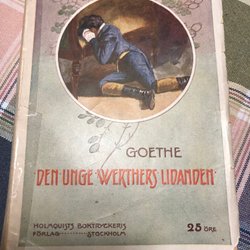 GOETHE
DEN UNGE WERTHERS LIDANDEN
HOLMQUISTS BOKTRYCKERIS
FÖRLAG STOCKHOLM
25 ÖRE